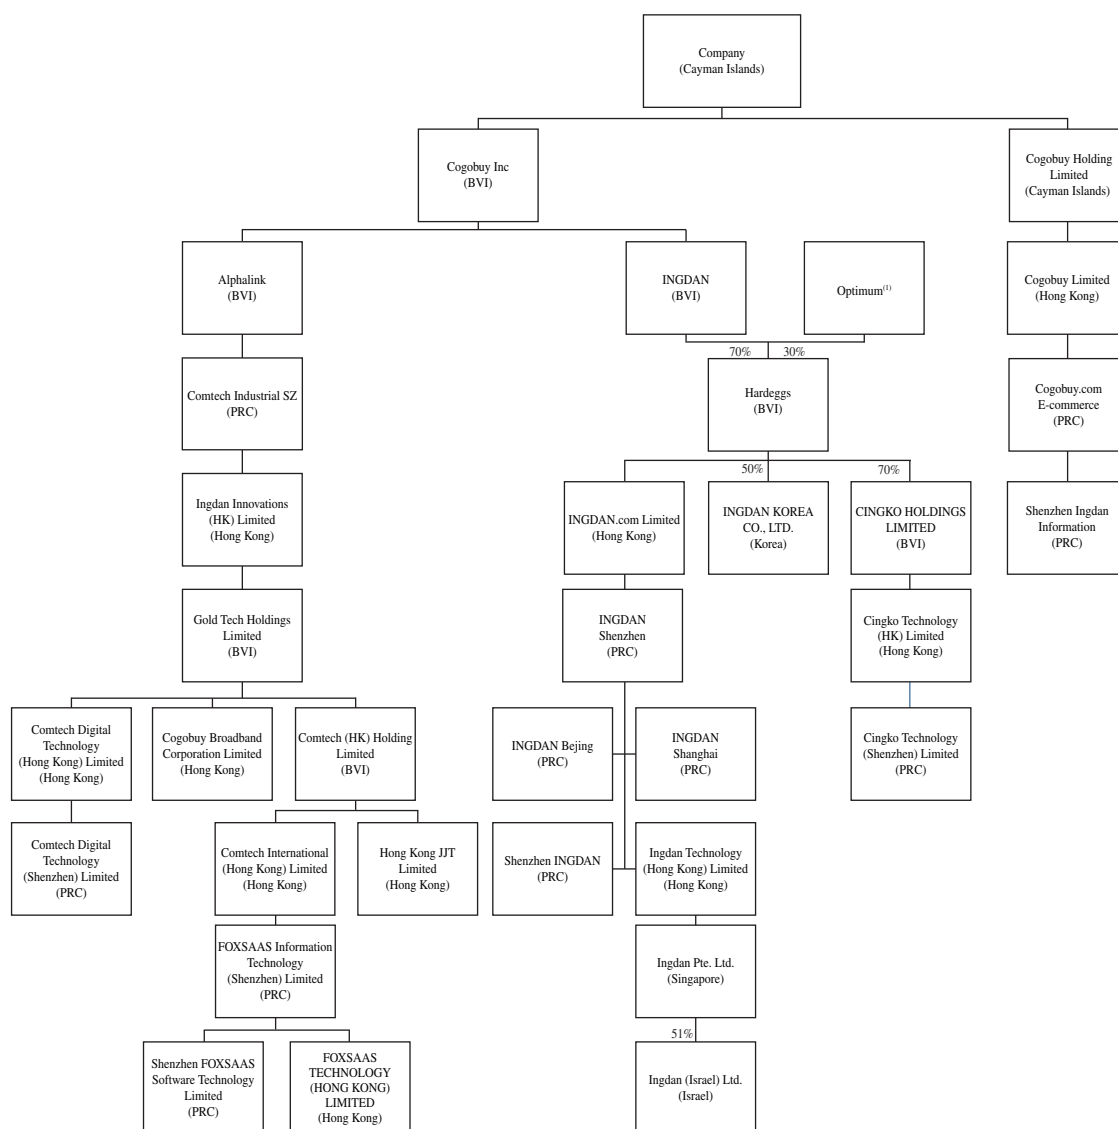 Company
(Cayman Islands)
Cogobuy Inc
(BVI)
Cogobuy Holding
Limited
(Cayman Islands)
Alphalink
(BVI)
INGDAN
(BVI)
Optimum(1)
Cogobuy Limited
(Hong Kong)
70%
30%
Comtech Industrial SZ
(PRC)
Hardeggs
(BVI)
Cogobuy.com
E-commerce
(PRC)
50%
70%
Ingdan Innovations
(HK) Limited
(Hong Kong)
INGDAN.com Limited
(Hong Kong)
INGDAN KOREA
CO., LTD.
(Korea)
CINGKO HOLDINGS
LIMITED
(BVI)
Shenzhen Ingdan
Information
(PRC)
Gold Tech Holdings
Limited
(BVI)
INGDAN
Shenzhen
(PRC)
Cingko Technology
(HK) Limited
(Hong Kong)
Comtech Digital
Technology
(Hong Kong) Limited
(Hong Kong)
Cogobuy Broadband
Corporation Limited
(Hong Kong)
Comtech (HK) Holding
Limited
(BVI)
INGDAN Bejing
(PRC)
INGDAN
Shanghai
(PRC)
Cingko Technology
(Shenzhen) Limited
(PRC)
Comtech Digital
Technology
(Shenzhen) Limited
(PRC)
Comtech International
(Hong Kong) Limited
(Hong Kong)
Hong Kong JJT
Limited
(Hong Kong)
Shenzhen INGDAN
(PRC)
Ingdan Technology
(Hong Kong) Limited
(Hong Kong)
FOXSAAS Information
Technology
(Shenzhen) Limited
(PRC)
Ingdan Pte. Ltd.
(Singapore)
51%
Shenzhen FOXSAAS
Software Technology
Limited
(PRC)
FOXSAAS
TECHNOLOGY
(HONG KONG)
LIMITED
(Hong Kong)
Ingdan (Israel) Ltd.
(Israel)